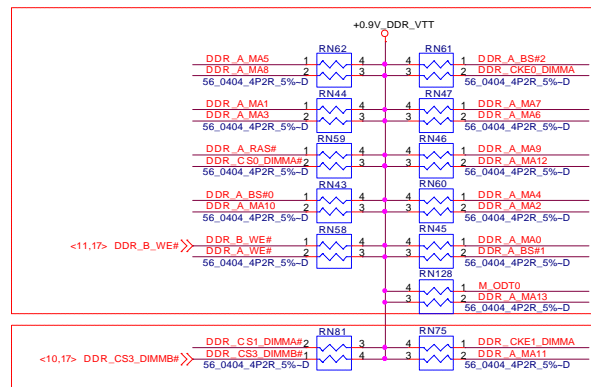 +0.9V_DDR_VTT
RN62 RN61
DDR_A_MA5 1 4 4 1 DDR_A_BS#2
DDR_A_MA8 2 3 3 2 DDR_CKE0_DIMMA
56_0404_4P2R_5%-D 56_0404_4P2R_5%-D
RN44 RN47
DDR_A_MA1 1 4 4 1 DDR_A_MA7
DDR_A_MA3 2 3 3 2 DDR_A_MA6
56_0404_4P2R_5%-D 56_0404_4P2R_5%-D
RN59 RN46
DDR_A_RAS# 1 4 4 1 DDR_A_MA9
DDR_CS0_DIMMA# 2 3 3 2 DDR_A_MA12
56_0404_4P2R_5%-D 56_0404_4P2R_5%-D
RN43 RN60
DDR_A_BS#0 1 4 4 1 DDR_A_MA4
DDR_A_MA10 2 3 3 2 DDR_A_MA2
56_0404_4P2R_5%-D 56_0404_4P2R_5%-D
RN58 RN45
<11,17> DDR_B_WE# DDR_B_WE# 1 4 4 1 DDR_A_MA0
DDR_A_WE# 2 3 3 2 DDR_A_BS#1
56_0404_4P2R_5%-D 56_0404_4P2R_5%-D
RN128
4 1 M_ODT0
3 2 DDR_A_MA13
56_0404_4P2R_5%-D
RN81 RN75
DDR_CS1_DIMMA# 2 3 4 1 DDR_CKE1_DIMMA
<10,17> DDR_CS3_DIMMB# DDR_CS3_DIMMB# 1 4 3 2 DDR_A_MA11
56_0404_4P2R_5%-D 56_0404_4P2R_5%-D